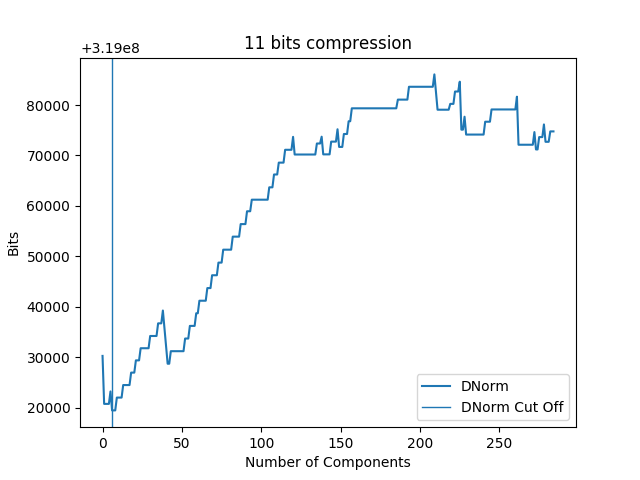 11 bits compression
+3.19e8
80000
70000
60000
50000
40000
30000
20000
Bits
0 50 100 150 200 250
Number of Components
DNorm
DNorm Cut Off